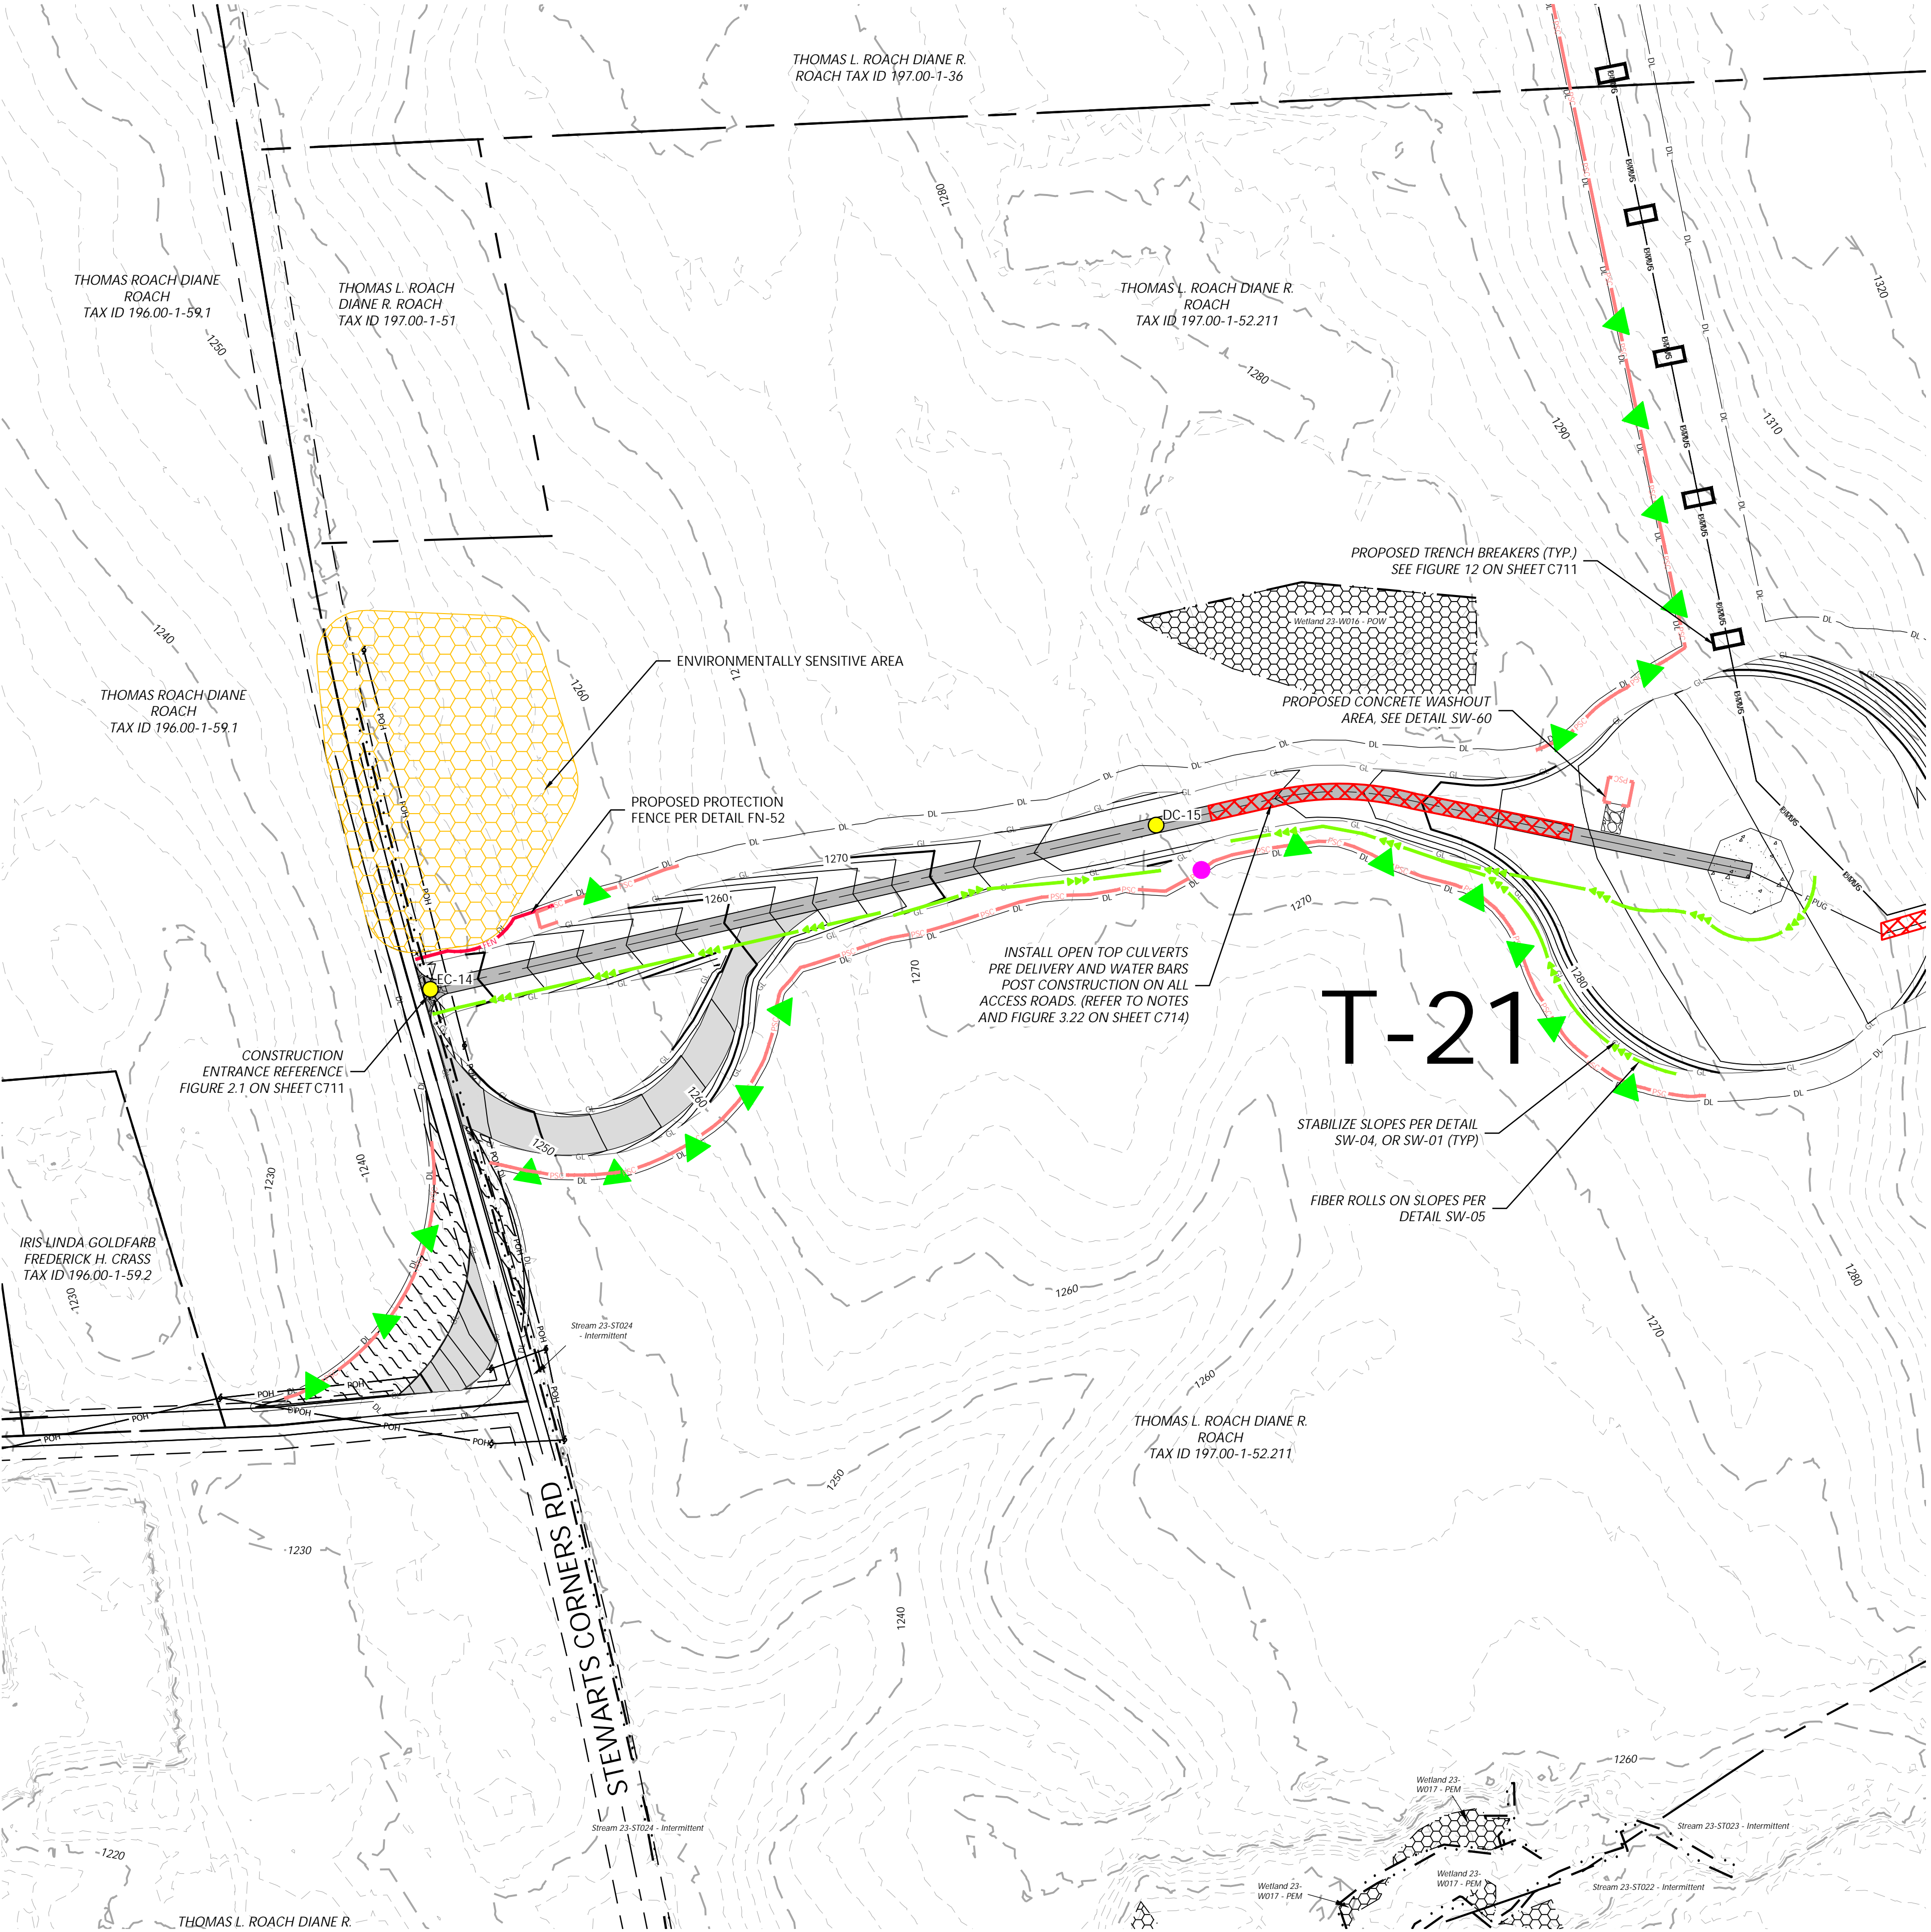 THOMAS L. ROACH DIANE R.
ROACH TAX ID 197.00-1-36
THOMAS ROACH DIANE
ROACH
TAX ID 196.00-1-59.1
THOMAS L. ROACH
DIANE R. ROACH
TAX ID 197.00-1-51
THOMAS L. ROACH DIANE R.
ROACH
TAX ID 197.00-1-52.211
1280
1320
1250
1280
1290
1310
PROPOSED TRENCH BREAKERS (TYP.)
SEE FIGURE 12 ON SHEET C711
Wetland 23-W016 - POW
1240
ENVIRONMENTALLY SENSITIVE AREA
1260
THOMAS ROACH DIANE
ROACH
TAX ID 196.00-1-59.1
PROPOSED CONCRETE WASHOUT
AREA, SEE DETAIL SW-60
PROPOSED PROTECTION
FENCE PER DETAIL FN-52
DC-15
1270
1260
1270
EC-14
INSTALL OPEN TOP CULVERTS
PRE DELIVERY AND WATER BARS
POST CONSTRUCTION ON ALL
ACCESS ROADS. (REFER TO NOTES
AND FIGURE 3.22 ON SHEET C714)
1270
1280
T-21
CONSTRUCTION
ENTRANCE REFERENCE
FIGURE 2.1 ON SHEET C711
1260
1250
1240
1230
STABILIZE SLOPES PER DETAIL
SW-04, OR SW-01 (TYP)
FIBER ROLLS ON SLOPES PER
DETAIL SW-05
IRIS LINDA GOLDFARB
FREDERICK H. CRASS
TAX ID 196.00-1-59.2
1230
1260
1280
1270
Stream 23-ST024
- Intermittent
POH
POH
POH
POH
POH
POH
1260
THOMAS L. ROACH DIANE R.
ROACH
TAX ID 197.00-1-52.211
1250
STEWARTS CORNERS RD
1230
1240
1260
Wetland 23-
W017 - PEM
Stream 23-ST023 - Intermittent
Stream 23-ST024 - Intermittent
1220
Wetland 23-
W017 - PEM
Wetland 23-
W017 - PEM
Stream 23-ST022 - Intermittent
THOMAS L. ROACH DIANE R.